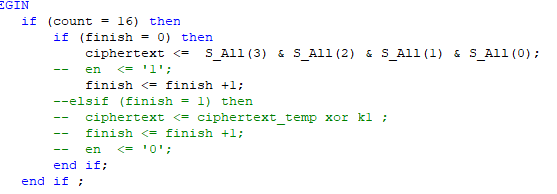 EGIN
if (count = 16) then
if (finish = 0) then
ciphertext <= S_All(3) & S_All(2) & S_All(1) & S_All(0);
-- en <= '1';
finish <= finish +1;
--elsif (finish = 1) then
-- ciphertext <= ciphertext_temp xor k1 ;
-- finish <= finish +1;
-- en <= '0';
end if;
end if ;